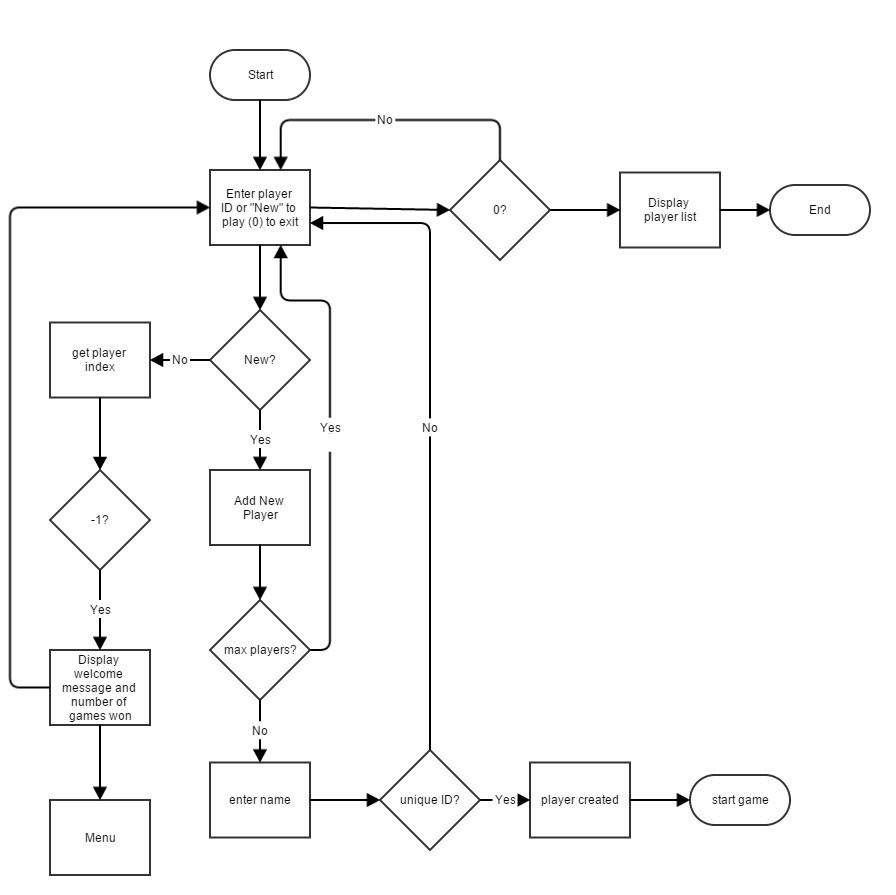 Start
No
Enter player
ID or "New" to
play (0) to exit
0?
Display
player list
End
get player
index
No
New?
Yes
No
Yes
Add New
Player
-1?
Yes
max players?
Display
welcome
message and
number of
games won
No
enter name
unique ID?
Yes
player created
start game
Menu